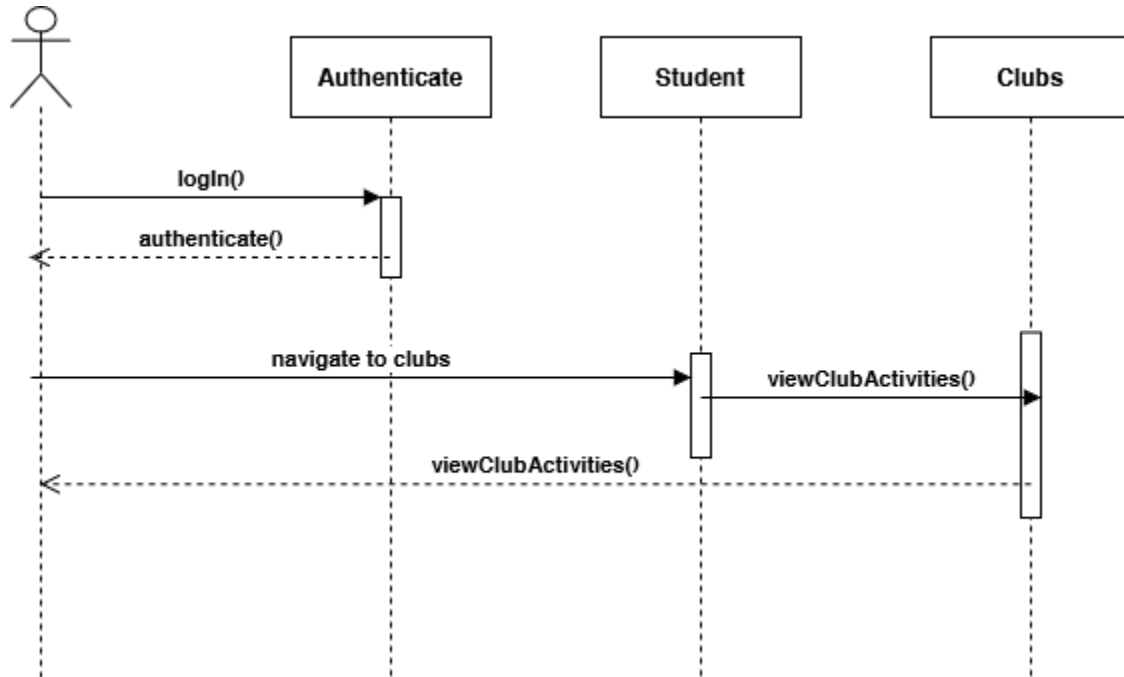 Authenticate
Student
Clubs
logIn()
authenticate()
navigate to clubs
viewClubActivities()
viewClubActivities()